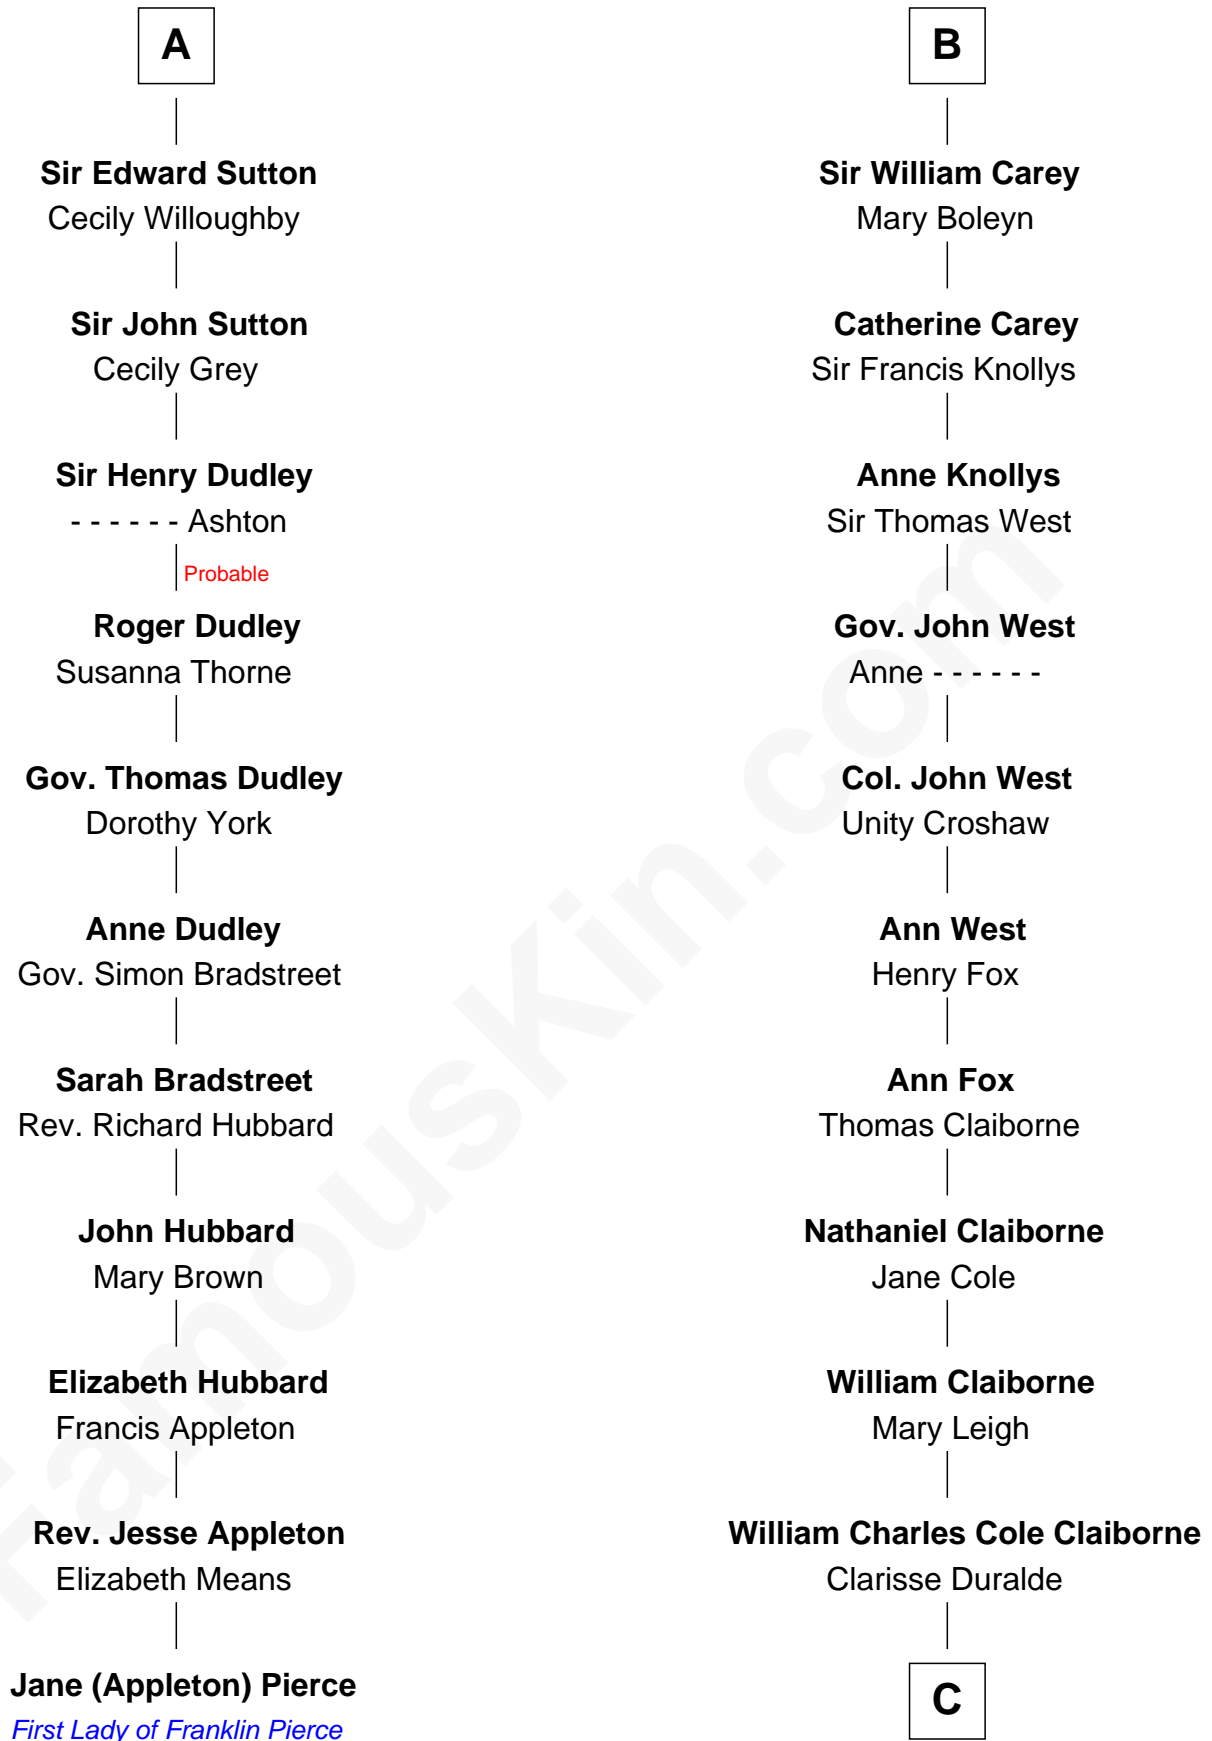 A
Sir Edward Sutton
Cecily Willoughby
Sir John Sutton
Cecily Grey
Sir Henry Dudley
- - - - - - Ashton
Probable
Roger Dudley
Susanna Thorne
Gov. Thomas Dudley
Dorothy York
Anne Dudley
Gov. Simon Bradstreet
Sarah Bradstreet
Rev. Richard Hubbard
John Hubbard
Mary Brown
Elizabeth Hubbard
Francis Appleton
Rev. Jesse Appleton
Elizabeth Means
Jane (Appleton) Pierce
First Lady of Franklin Pierce
B
Sir William Carey
Mary Boleyn
Catherine Carey
Sir Francis Knollys
Anne Knollys
Sir Thomas West
Gov. John West
Anne - - - - - -
Col. John West
Unity Croshaw
Ann West
Henry Fox
Ann Fox
Thomas Claiborne
Nathaniel Claiborne
Jane Cole
William Claiborne
Mary Leigh
William Charles Cole Claiborne
Clarisse Duralde
C
FamousKin.com